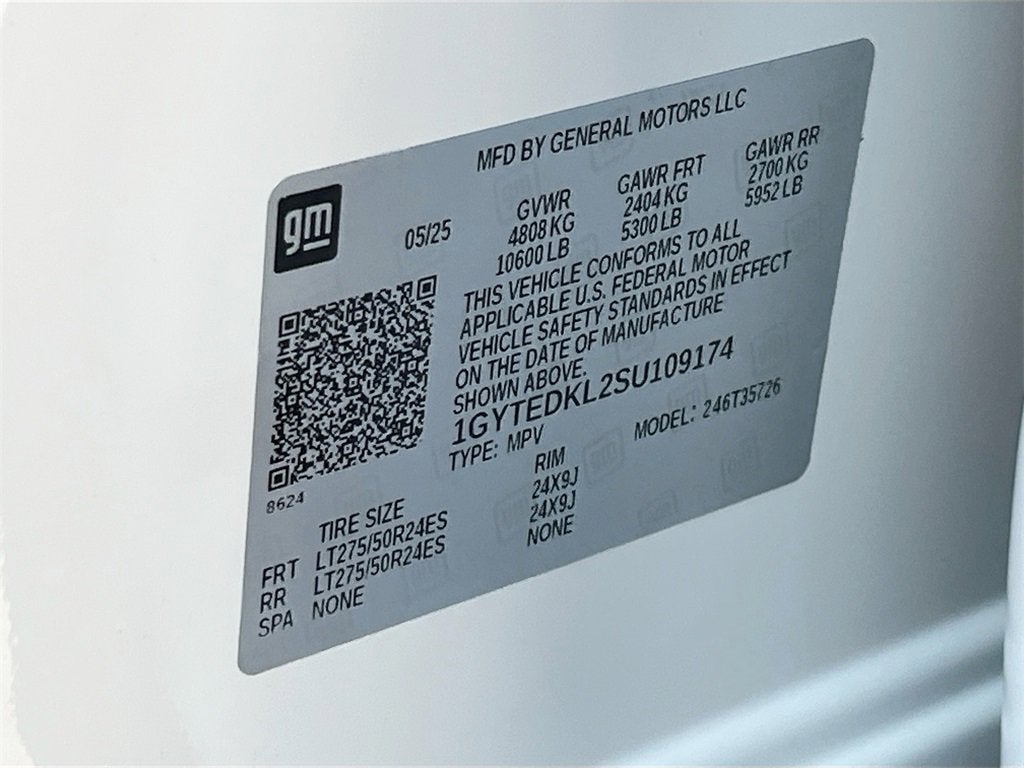 MFD BY GENERAL MOTORS LLC
gm
05/25
GVWR
4808 KG
10600 LB
GAWR FRT
2404 KG
5300 LB
GAWR RR
2700 KG
5952 LB
THIS VEHICLE CONFORMS TO ALL
APPLICABLE U.S. FEDERAL MOTOR
VEHICLE SAFETY STANDARDS IN EFFECT
ON THE DATE OF MANUFACTURE
SHOWN ABOVE.
1GYTEDKL2SU109174
TYPE: MPV MODEL: 246T35726
8624
TIRE SIZE RIM
FRT LT275/50R24ES 24X9J
RR LT275/50R24ES 24X9J
SPA NONE NONE